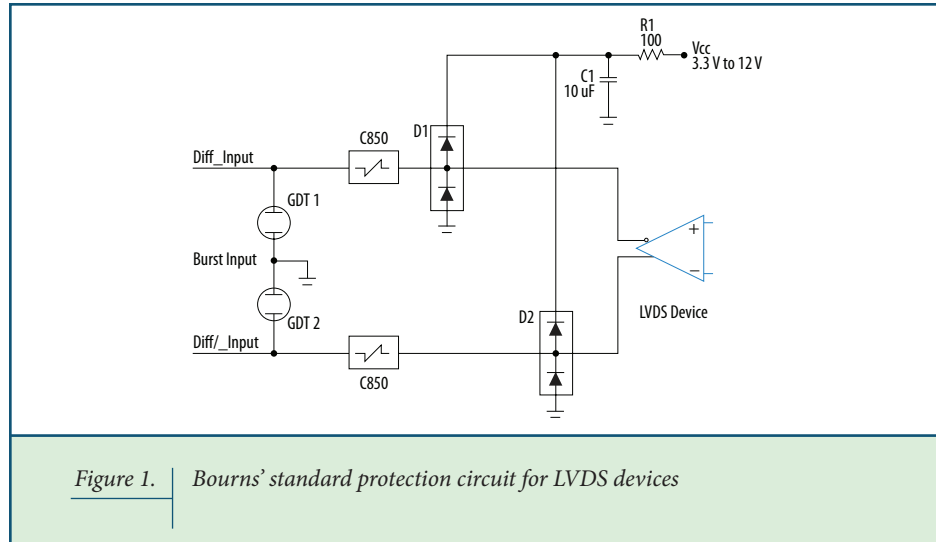 R1
100
Vcc
3.3 V to 12 V
C1
10 uF
D1
C850
Diff_Input
GDT 1
Burst Input
GDT 2
Diff/_Input
C850
D2
+
−
LVDS Device
Figure 1. Bourns' standard protection circuit for LVDS devices